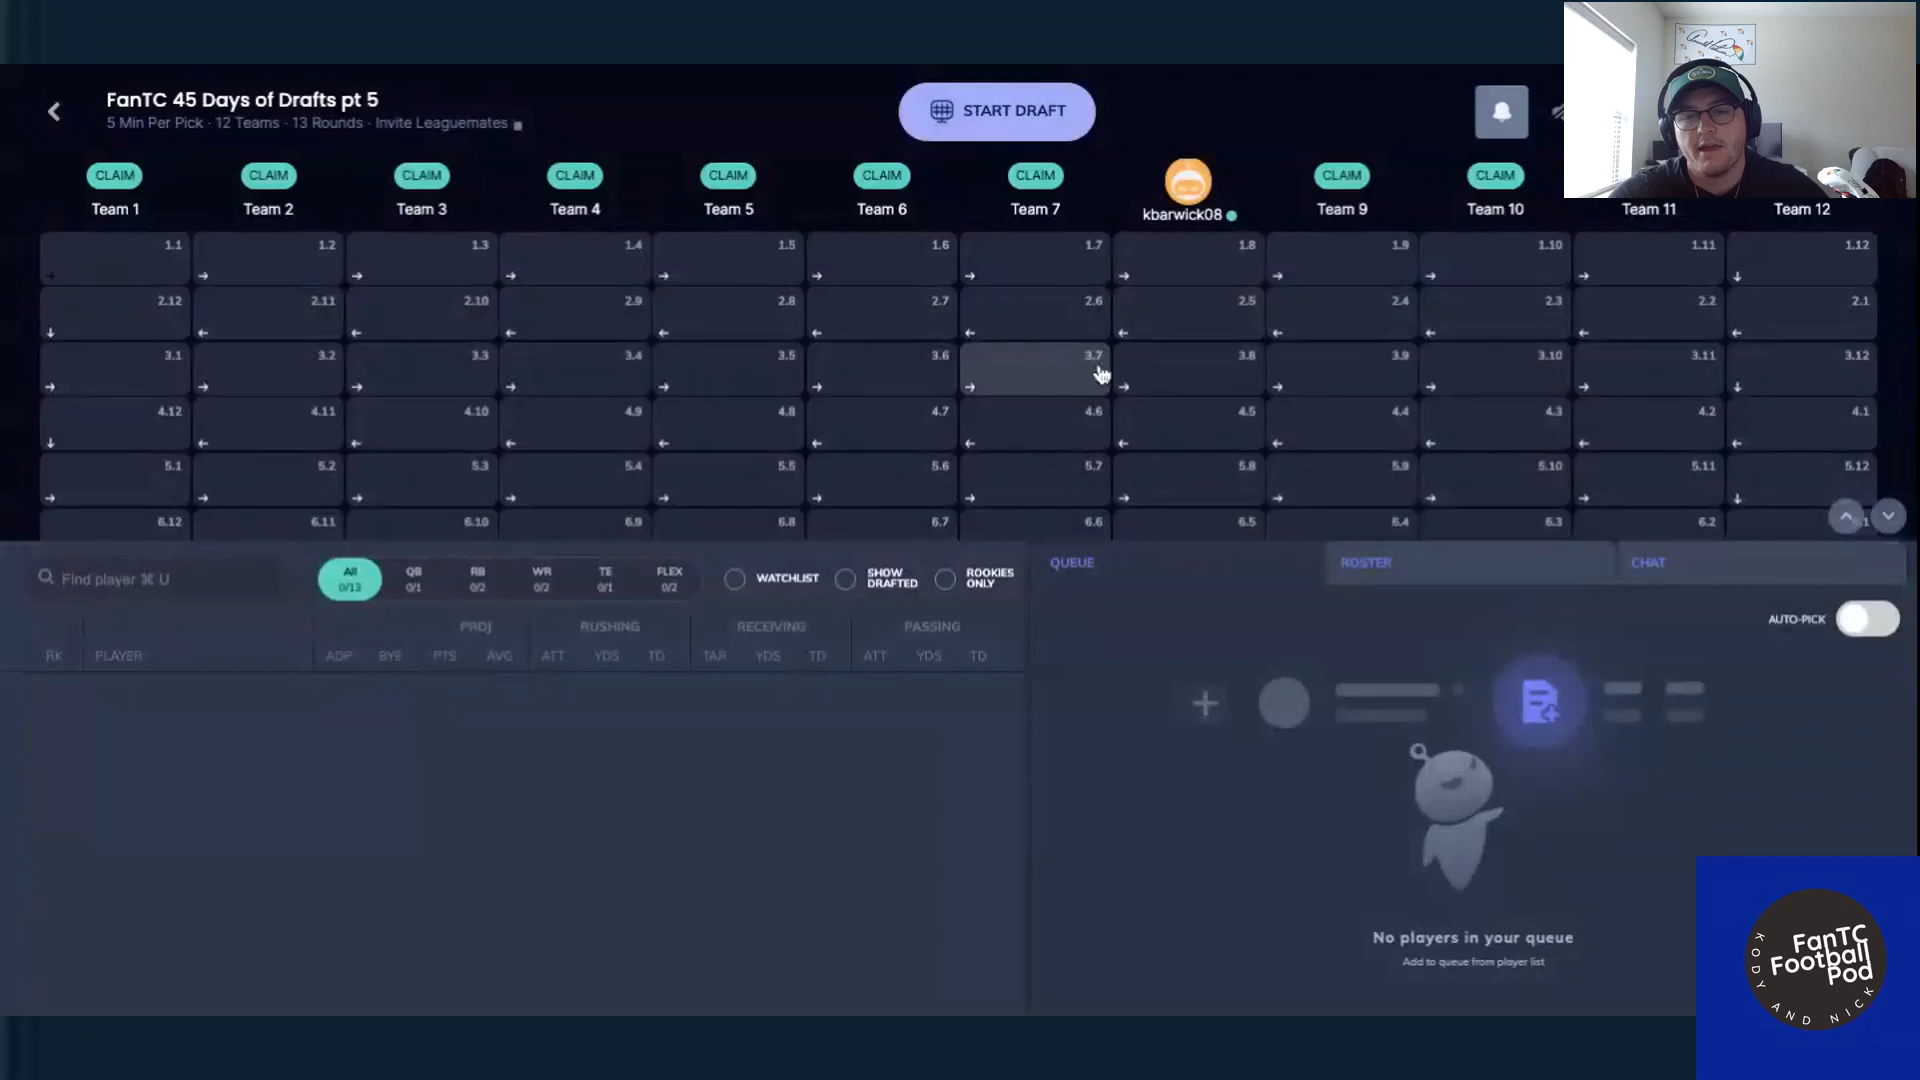 FanTC 45 Days of Drafts pt 5
5 Min Per Pick · 12 Teams · 13 Rounds · Invite Leaguemates
START DRAFT
CLAIM CLAIM CLAIM CLAIM CLAIM CLAIM CLAIM CLAIM CLAIM
Team 1 Team 2 Team 3 Team 4 Team 5 Team 6 Team 7 kbarwick08 Team 9 Team 10 Team 11 Team 12
1.1 1.2 1.3 1.4 1.5 1.6 1.7 1.8 1.9 1.10 1.11 1.12
2.12 2.11 2.10 2.9 2.8 2.7 2.6 2.5 2.4 2.3 2.2 2.1
3.1 3.2 3.3 3.4 3.5 3.6 3.7 3.8 3.9 3.10 3.11 3.12
4.12 4.11 4.10 4.9 4.8 4.7 4.6 4.5 4.4 4.3 4.2 4.1
5.1 5.2 5.3 5.4 5.5 5.6 5.7 5.8 5.9 5.10 5.11 5.12
6.12 6.11 6.10 6.9 6.8 6.7 6.6 6.5 6.4 6.3 6.2
Find player ⌘ U
All QB RB WR TE FLEX
0/13 0/1 0/2 0/2 0/1 0/2
WATCHLIST
SHOW
DRAFTED
ROOKIES
ONLY
QUEUE ROSTER CHAT
AUTO-PICK
PROJ RUSHING RECEIVING PASSING
RK PLAYER ADP BYE PTS AVG ATT YDS TD TAR YDS TD ATT YDS TD
No players in your queue
Add to queue from player list
FanTC
Football
Pod
KODY AND NICK